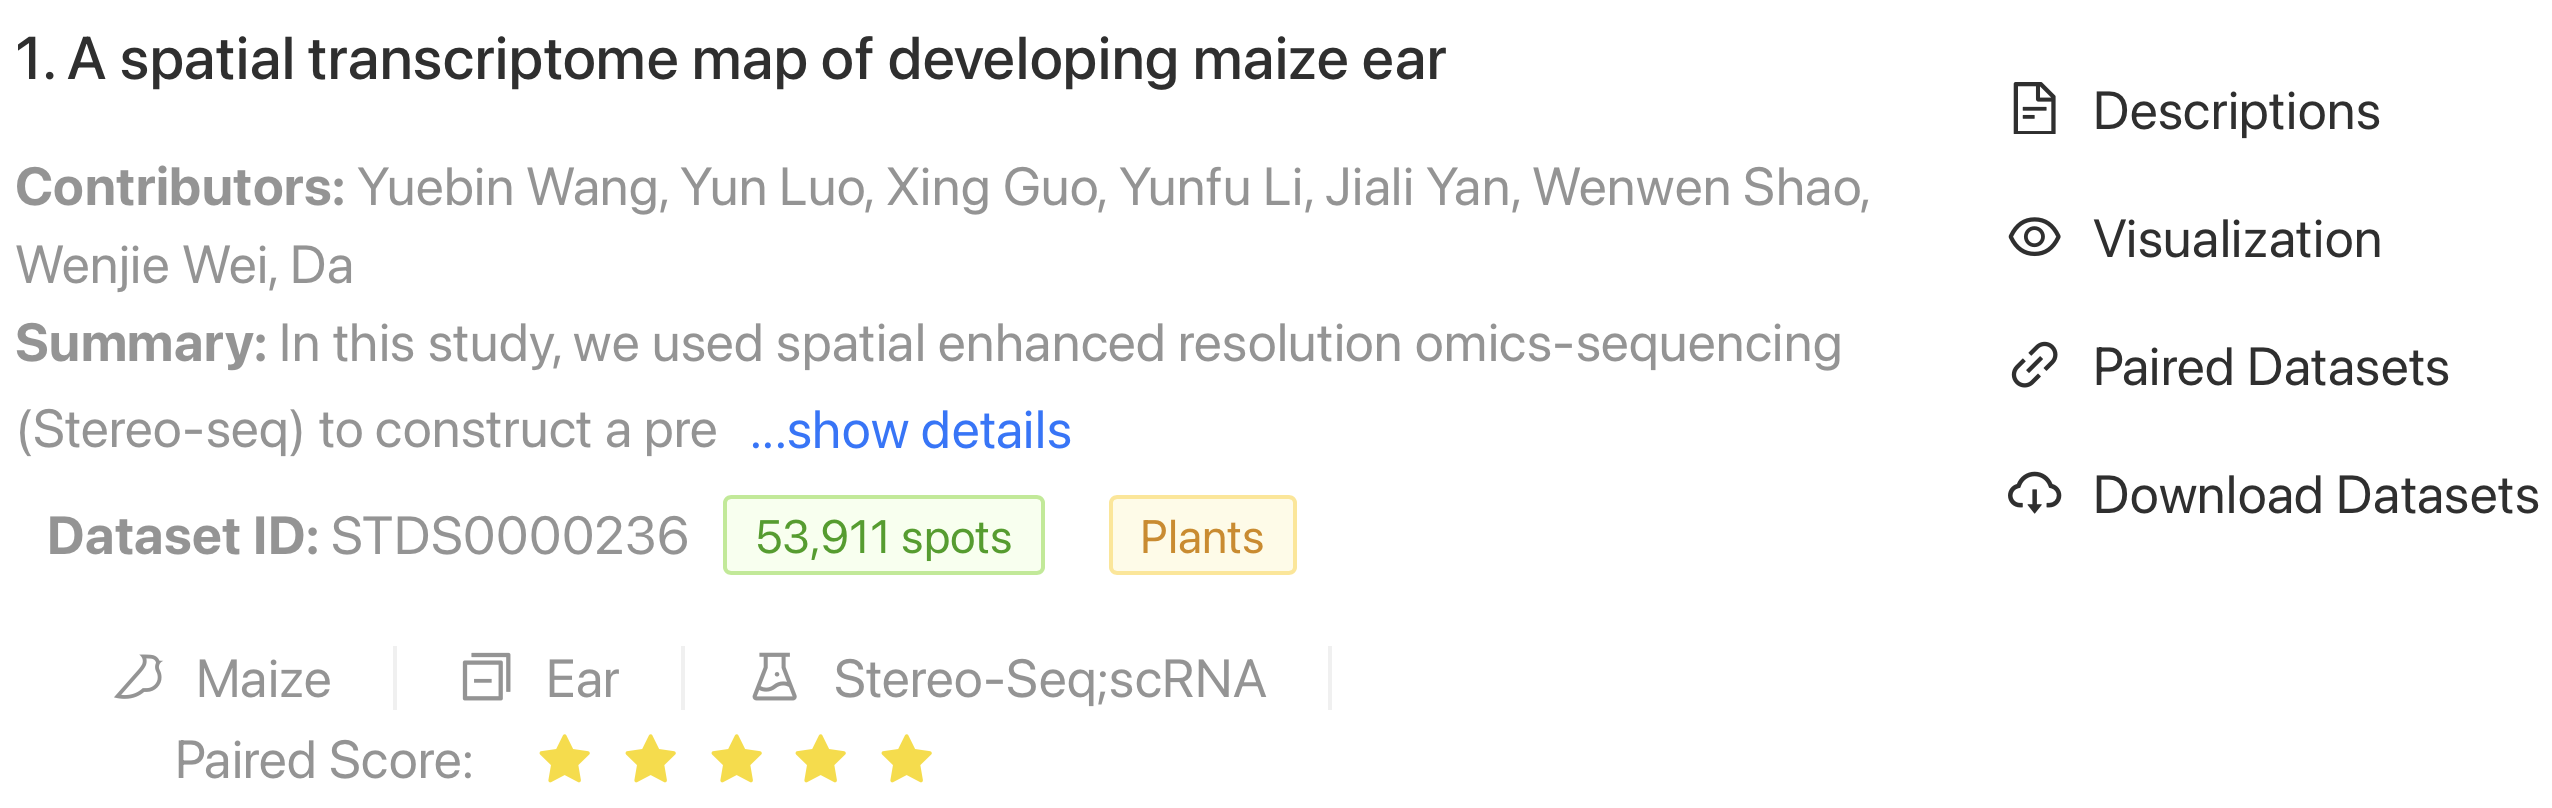 1. A spatial transcriptome map of developing maize ear
Contributors: Yuebin Wang, Yun Luo, Xing Guo, Yunfu Li, Jiali Yan, Wenwen Shao,
Wenjie Wei, Da
Summary: In this study, we used spatial enhanced resolution omics-sequencing
(Stereo-seq) to construct a pre ...show details
Dataset ID: STDS0000236 53,911 spots Plants
Maize Ear Stereo-Seq;scRNA
Paired Score:
Descriptions
Visualization
Paired Datasets
Download Datasets